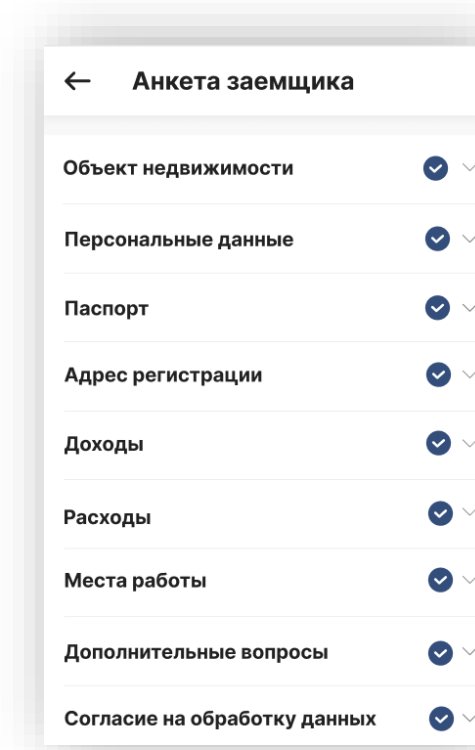 Анкета заемщика
Объект недвижимости
Персональные данные
Паспорт
Адрес регистрации
Доходы
Расходы
Места работы
Дополнительные вопросы
Согласие на обработку данных